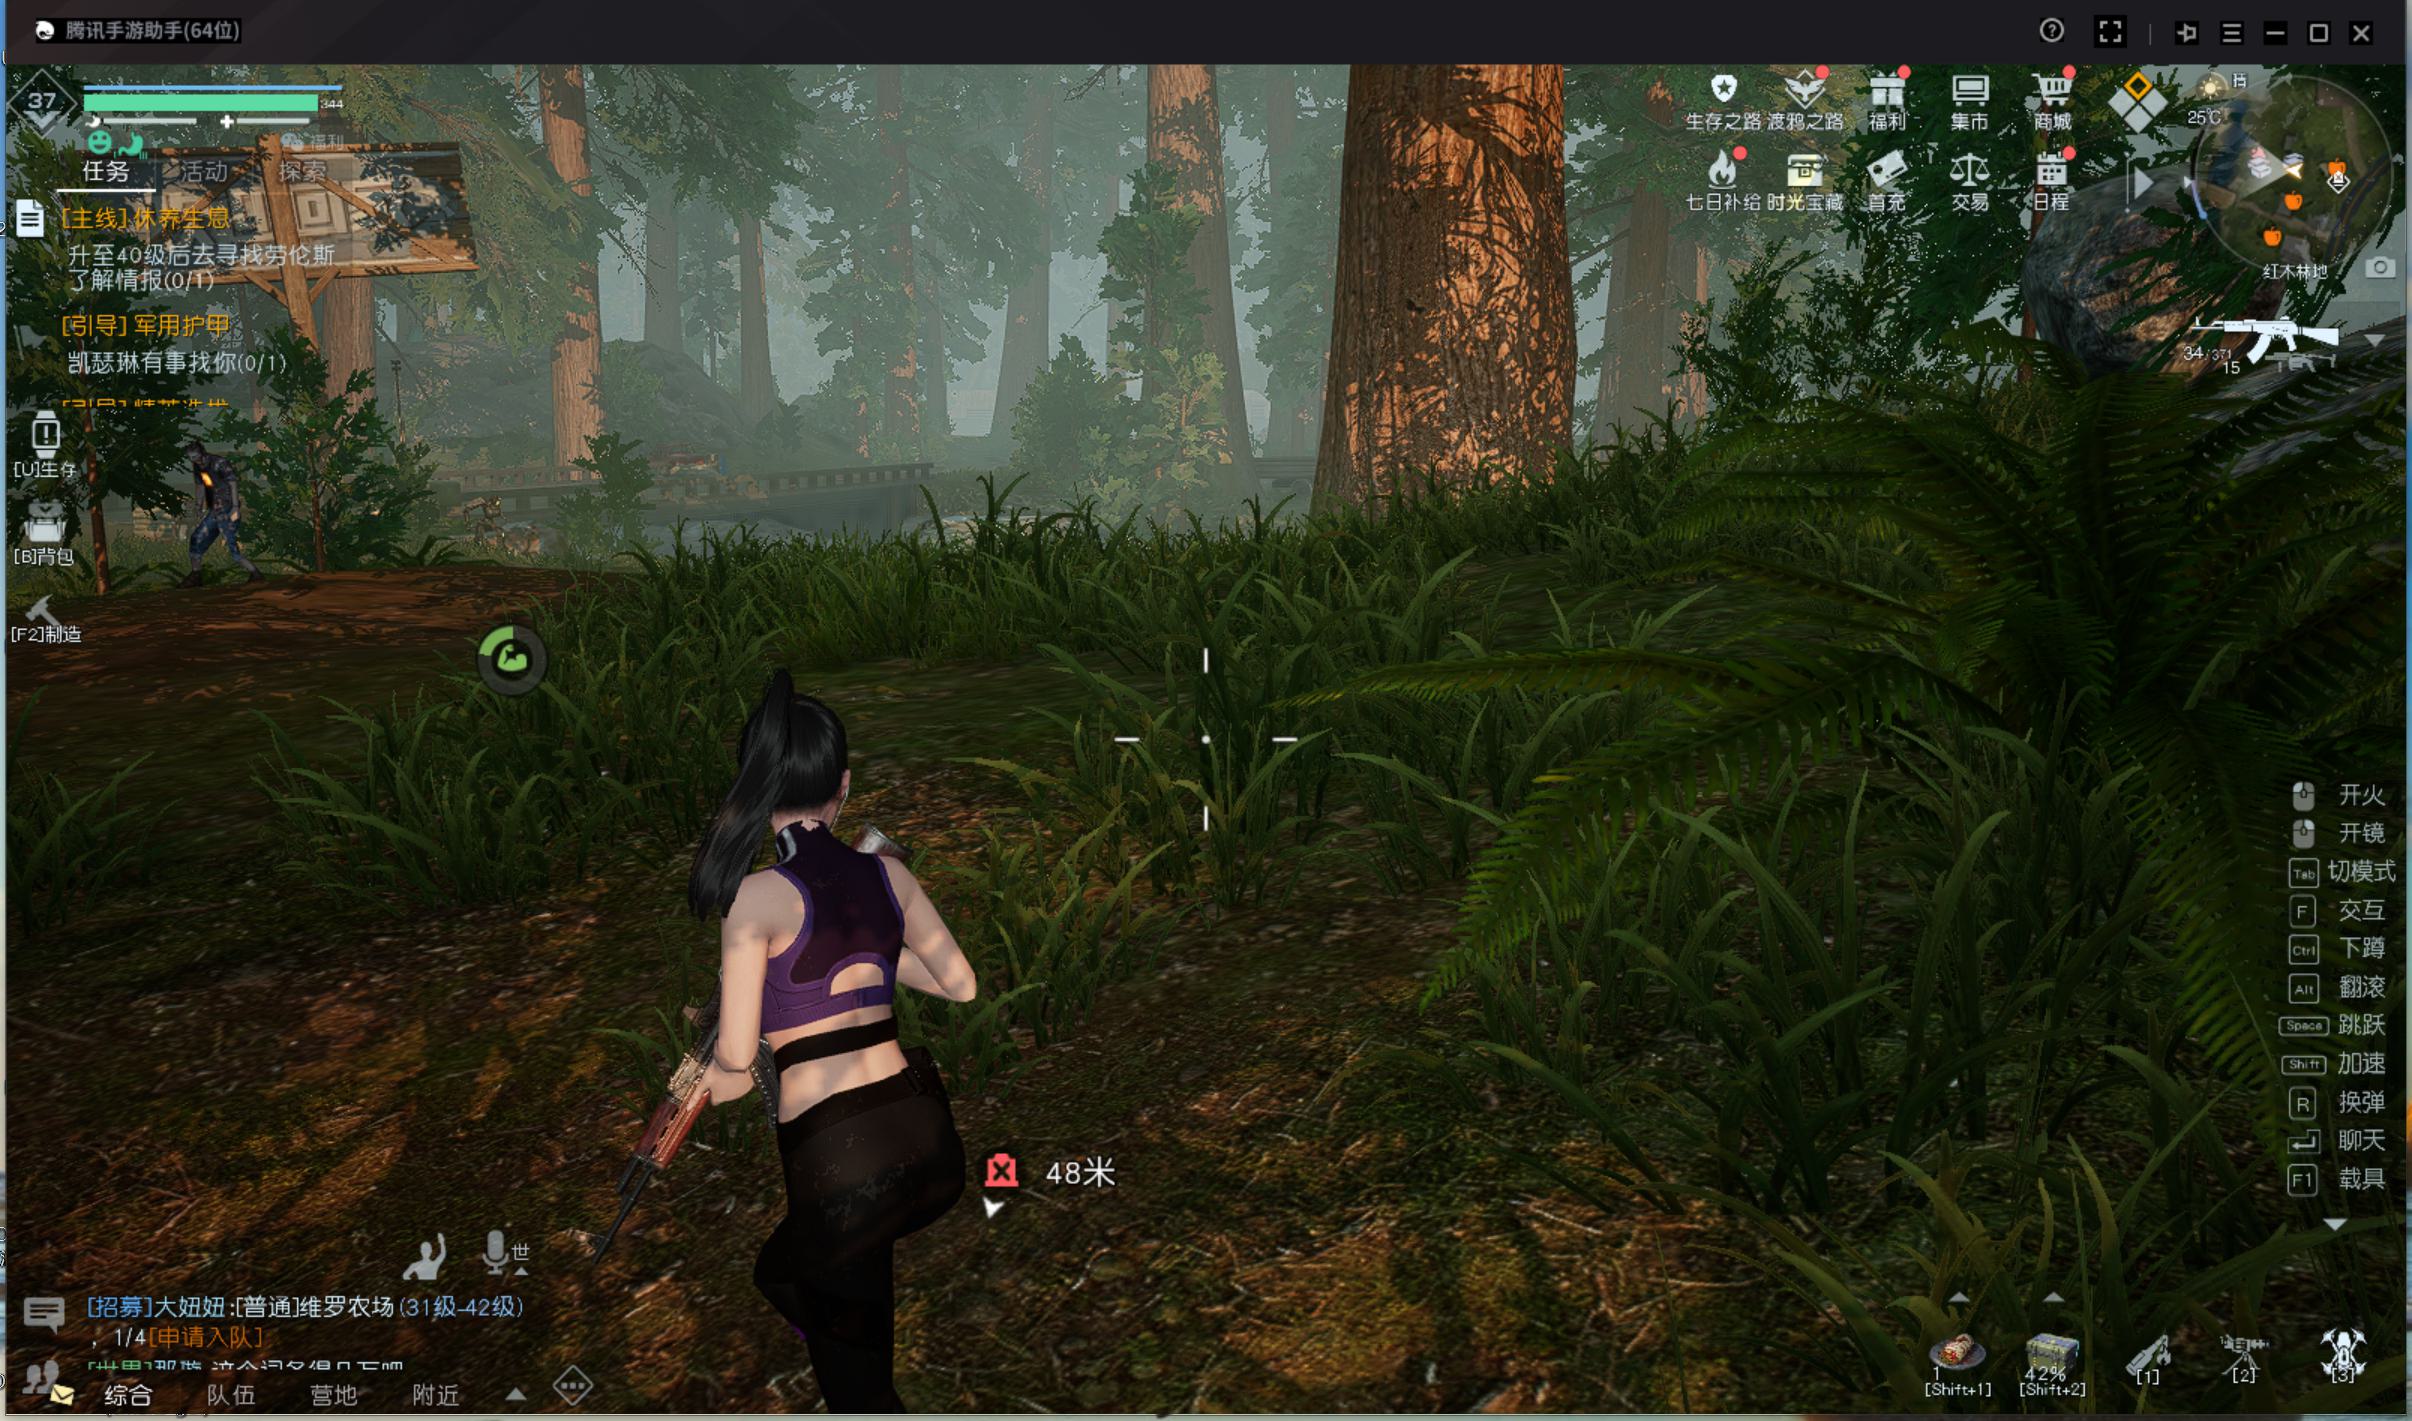 腾讯手游助手(64位)
37
344
福利
任务 活动 探索
[主线] 休养生息
升至40级后去寻找劳伦斯
了解情报(0/1)
[引导] 军用护甲
凯瑟琳有事找你(0/1)
[U]生存
[B]背包
[F2]制造
生存之路 渡鸦之路 福利 集市 商城
七日补给 时光宝藏 首充 交易 日程
25℃
红木林地
34/371
15
48米
开火
开镜
Tab 切模式
F 交互
Ctrl 下蹲
Alt 翻滚
Space 跳跃
Shift 加速
R 换弹
聊天
F1 载具
世
[招募]大妞妞:[普通]维罗农场(31级-42级)
，1/4[申请入队]
综合 队伍 营地 附近
1 42%
[Shift+1] [Shift+2] [1] [2] [3]